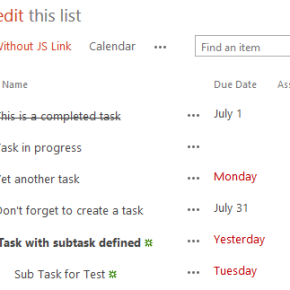 edit this list
Without JS Link Calendar ••• Find an item
Name Due Date Ass
This is a completed task ••• July 1
Task in progress •••
Yet another task ••• Monday
Don't forget to create a task ••• July 31
Task with subtask defined ••• Yesterday
Sub Task for Test ••• Tuesday